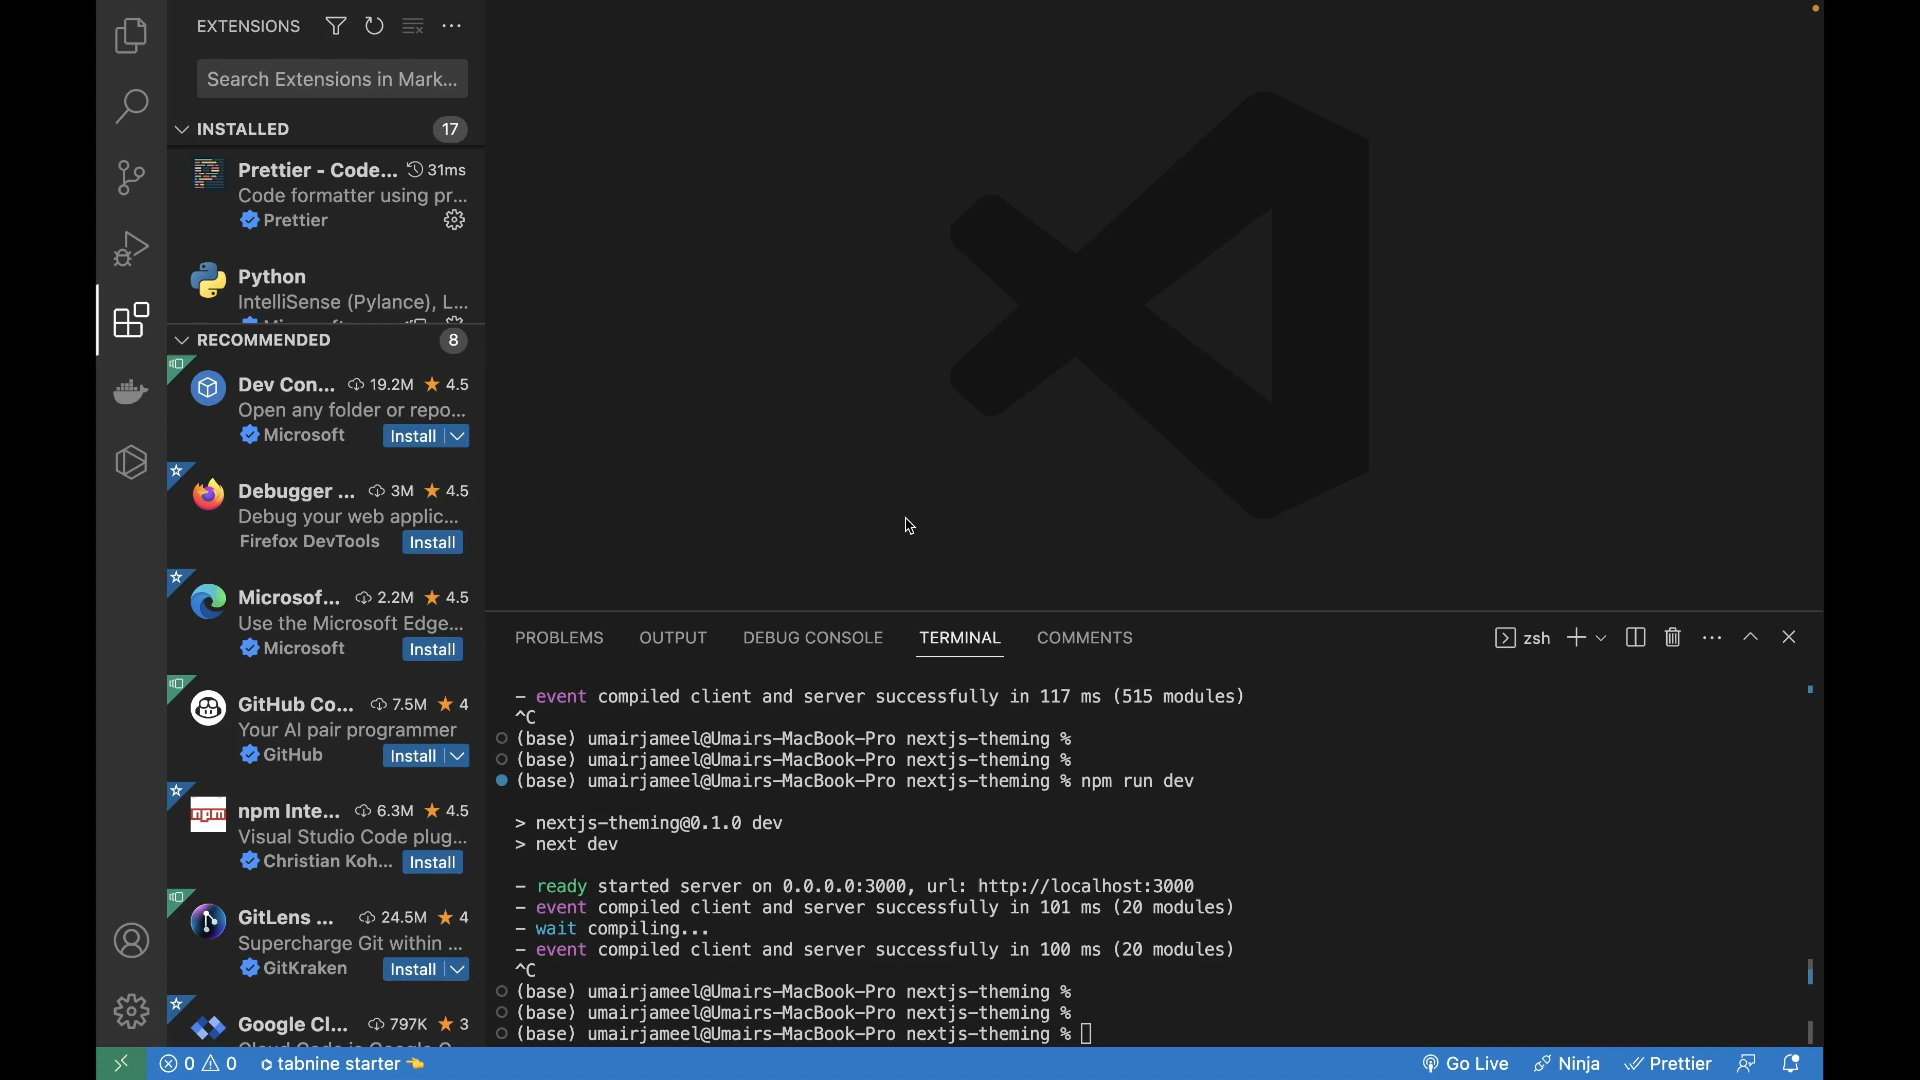 EXTENSIONS
Search Extensions in Mark...
INSTALLED 17
Prettier - Code... 31ms
Code formatter using pr...
Prettier
Python
IntelliSense (Pylance), L...
RECOMMENDED 8
Dev Con... 19.2M 4.5
Open any folder or repo...
Microsoft Install
Debugger ... 3M 4.5
Debug your web applic...
Firefox DevTools Install
Microsof... 2.2M 4.5
Use the Microsoft Edge...
Microsoft Install
GitHub Co... 7.5M 4
Your AI pair programmer
GitHub Install
npm Inte... 6.3M 4.5
Visual Studio Code plug...
Christian Koh... Install
GitLens ... 24.5M 4
Supercharge Git within ...
GitKraken Install
Google Cl... 797K 3
PROBLEMS OUTPUT DEBUG CONSOLE TERMINAL COMMENTS zsh
- event compiled client and server successfully in 117 ms (515 modules)
^C
(base) umairjameel@Umairs-MacBook-Pro nextjs-theming %
(base) umairjameel@Umairs-MacBook-Pro nextjs-theming %
(base) umairjameel@Umairs-MacBook-Pro nextjs-theming % npm run dev
> nextjs-theming@0.1.0 dev
> next dev
- ready started server on 0.0.0.0:3000, url: http://localhost:3000
- event compiled client and server successfully in 101 ms (20 modules)
- wait compiling...
- event compiled client and server successfully in 100 ms (20 modules)
^C
(base) umairjameel@Umairs-MacBook-Pro nextjs-theming %
(base) umairjameel@Umairs-MacBook-Pro nextjs-theming %
(base) umairjameel@Umairs-MacBook-Pro nextjs-theming %
0 0 tabnine starter Go Live Ninja Prettier